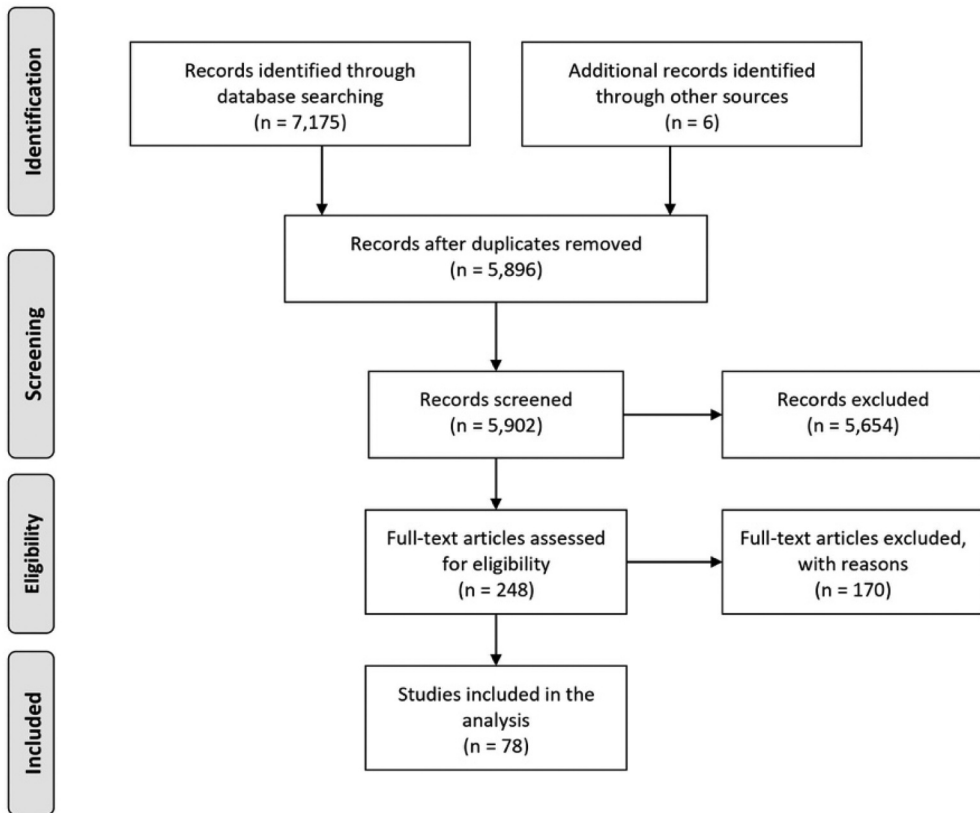 Identification
Records identified through
database searching
(n = 7,175)
Additional records identified
through other sources
(n = 6)
Screening
Records after duplicates removed
(n = 5,896)
Records screened
(n = 5,902)
Records excluded
(n = 5,654)
Eligibility
Full-text articles assessed
for eligibility
(n = 248)
Full-text articles excluded,
with reasons
(n = 170)
Included
Studies included in the
analysis
(n = 78)